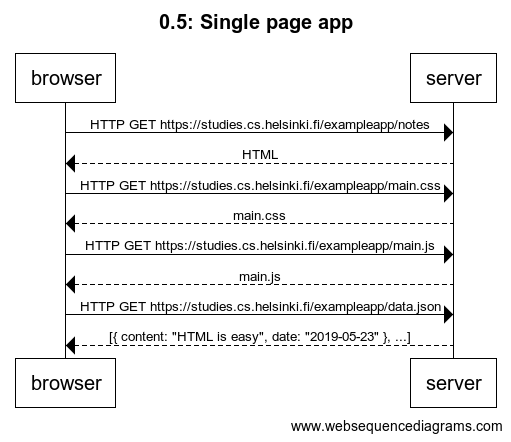 0.5: Single page app
browser server
HTTP GET https://studies.cs.helsinki.fi/exampleapp/notes
HTML
HTTP GET https://studies.cs.helsinki.fi/exampleapp/main.css
main.css
HTTP GET https://studies.cs.helsinki.fi/exampleapp/main.js
main.js
HTTP GET https://studies.cs.helsinki.fi/exampleapp/data.json
[{ content: "HTML is easy", date: "2019-05-23" }, ...]
browser server
www.websequencediagrams.com